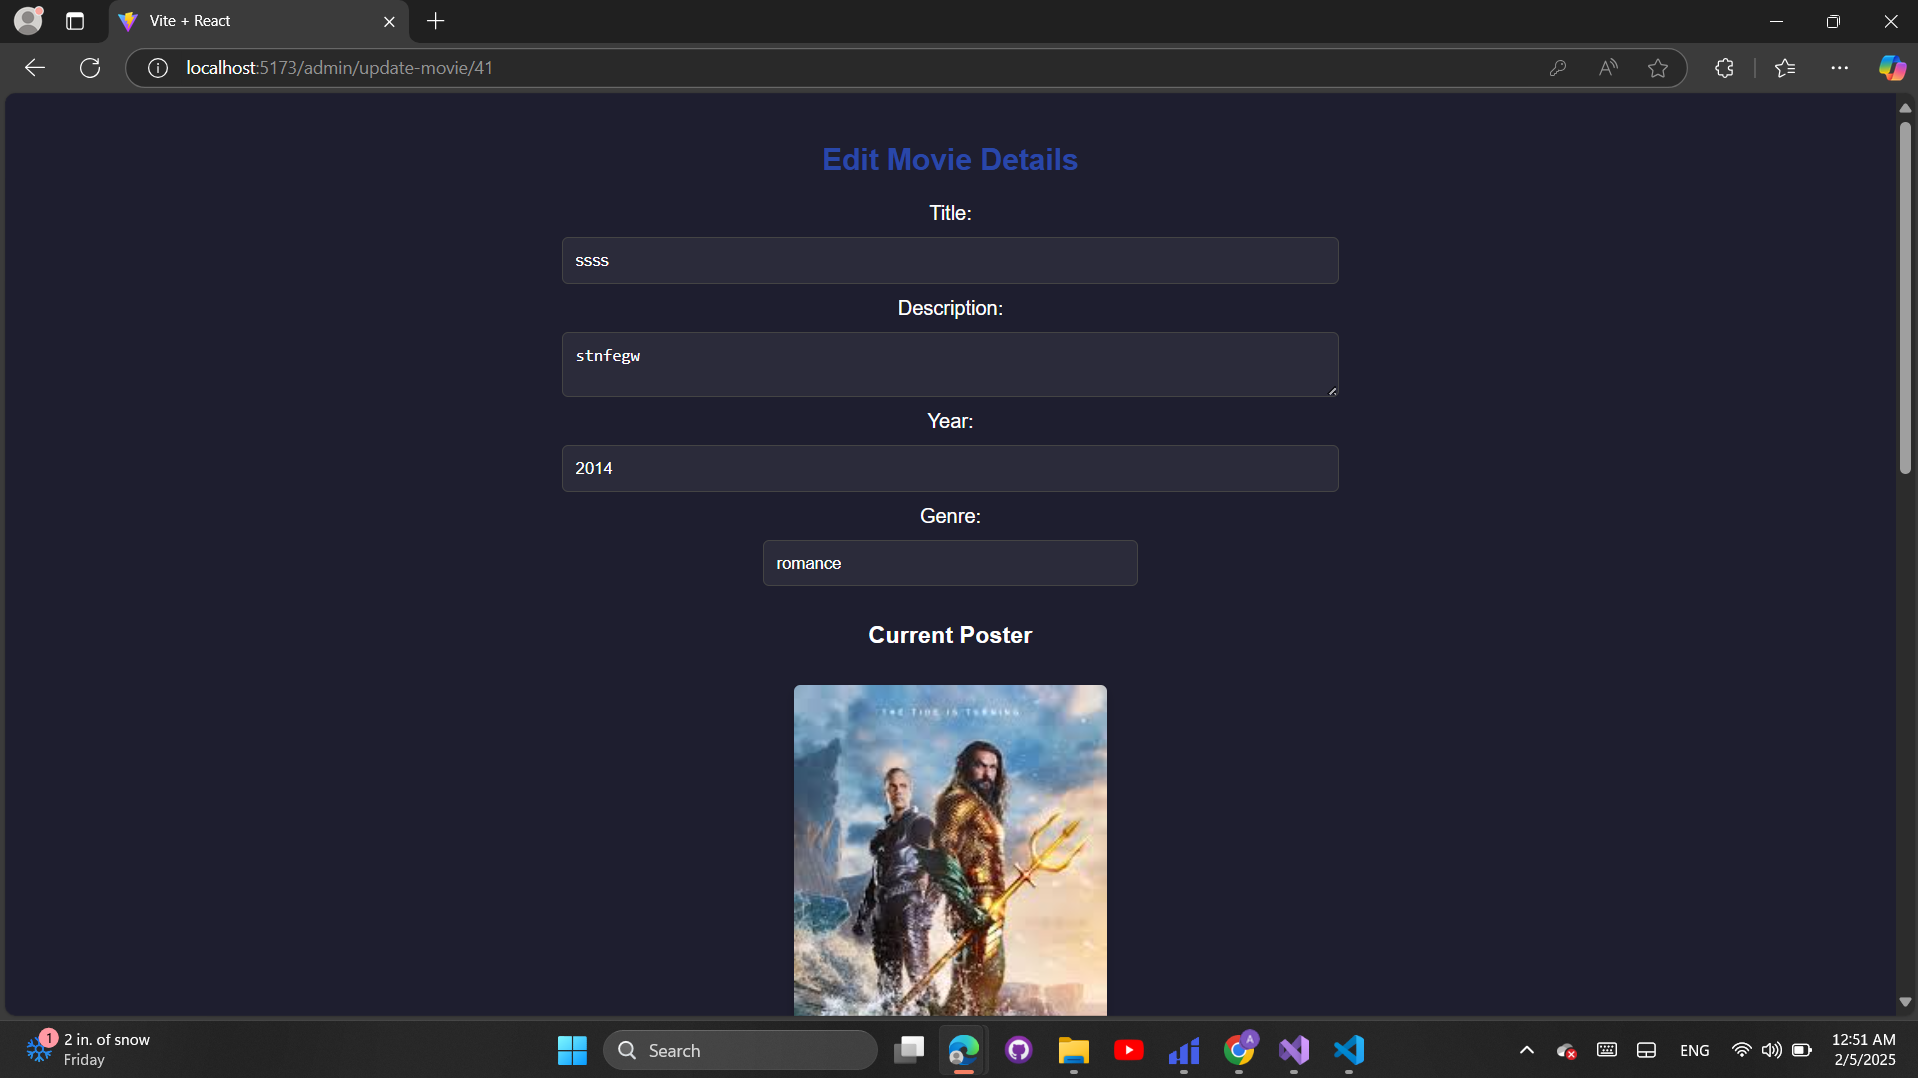 Vite + React
localhost:5173/admin/update-movie/41
Edit Movie Details
Title:
ssss
Description:
stnfegw
Year:
2014
Genre:
romance
Current Poster
THE TIDE IS TURNING
1
2 in. of snow
Friday
Search
A
ENG
12:51 AM
2/5/2025